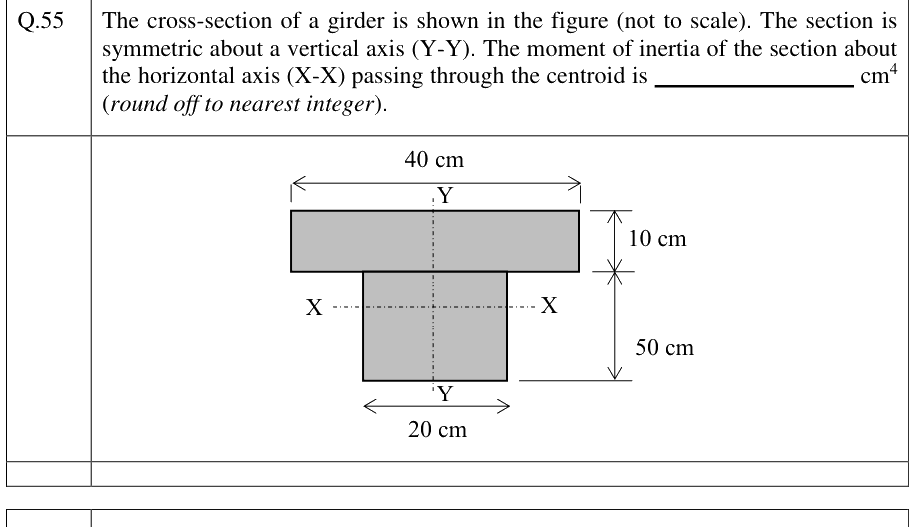 Q.55
The cross-section of a girder is shown in the figure (not to scale). The section is
symmetric about a vertical axis (Y-Y). The moment of inertia of the section about
the horizontal axis (X-X) passing through the centroid is ________________ cm⁴
(round off to nearest integer).
40 cm
Y
10 cm
X X
50 cm
Y
20 cm